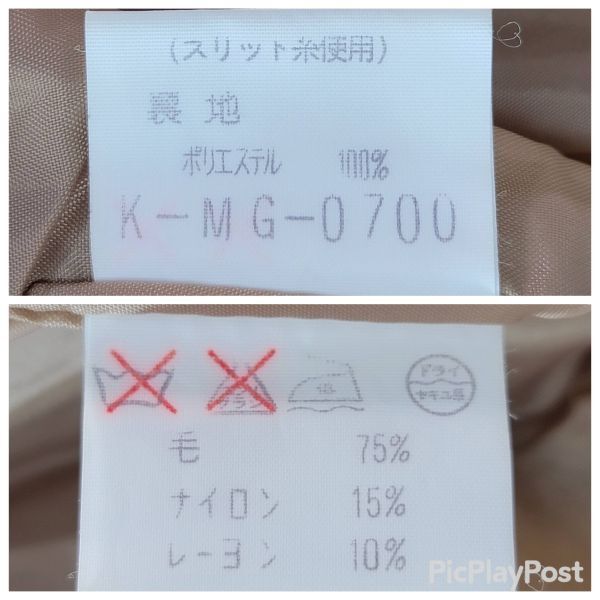 (スリット糸使用)
裏地
ポリエステル 100%
K-MG-0700
ドライ
セキユ系
毛 75%
ナイロン 15%
レーヨン 10%
PicPlayPost